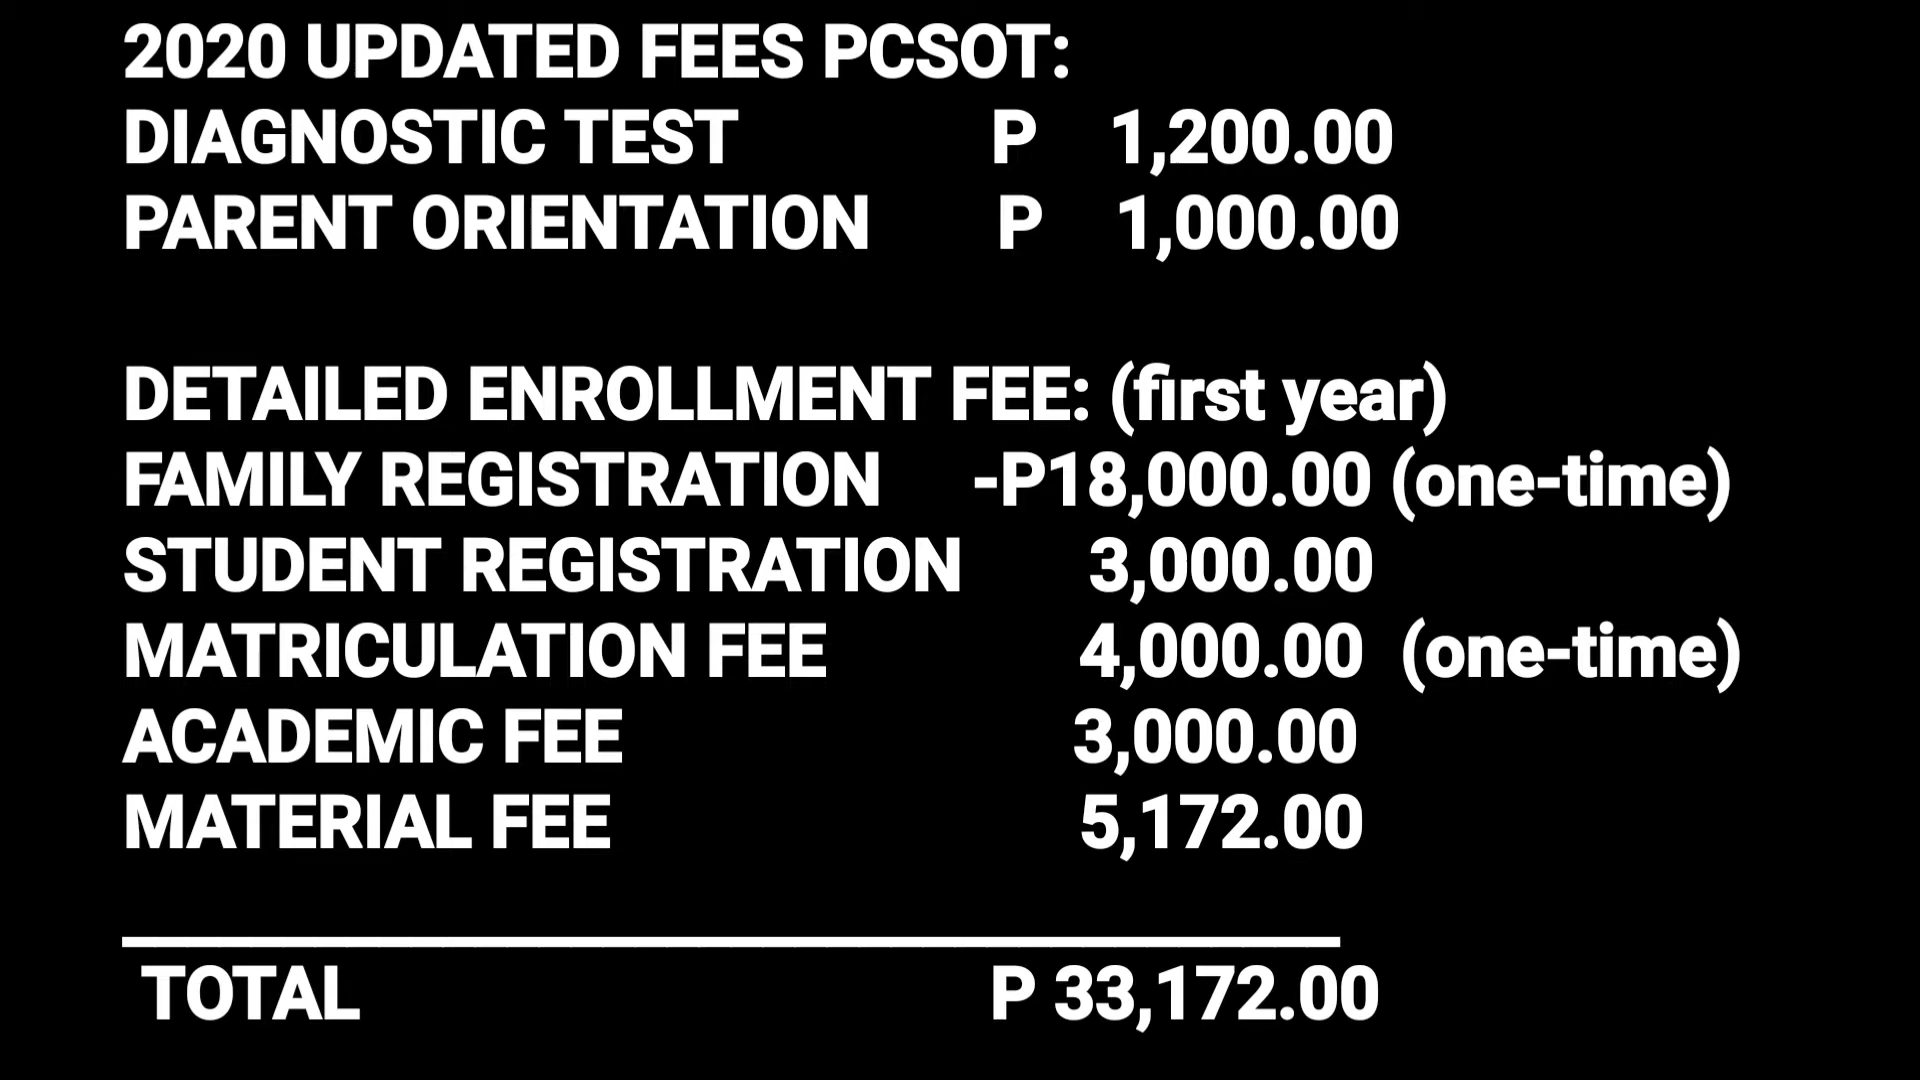 2020 UPDATED FEES PCSOT:
DIAGNOSTIC TEST P 1,200.00
PARENT ORIENTATION P 1,000.00
DETAILED ENROLLMENT FEE: (first year)
FAMILY REGISTRATION -P18,000.00 (one-time)
STUDENT REGISTRATION 3,000.00
MATRICULATION FEE 4,000.00 (one-time)
ACADEMIC FEE 3,000.00
MATERIAL FEE 5,172.00
TOTAL P 33,172.00